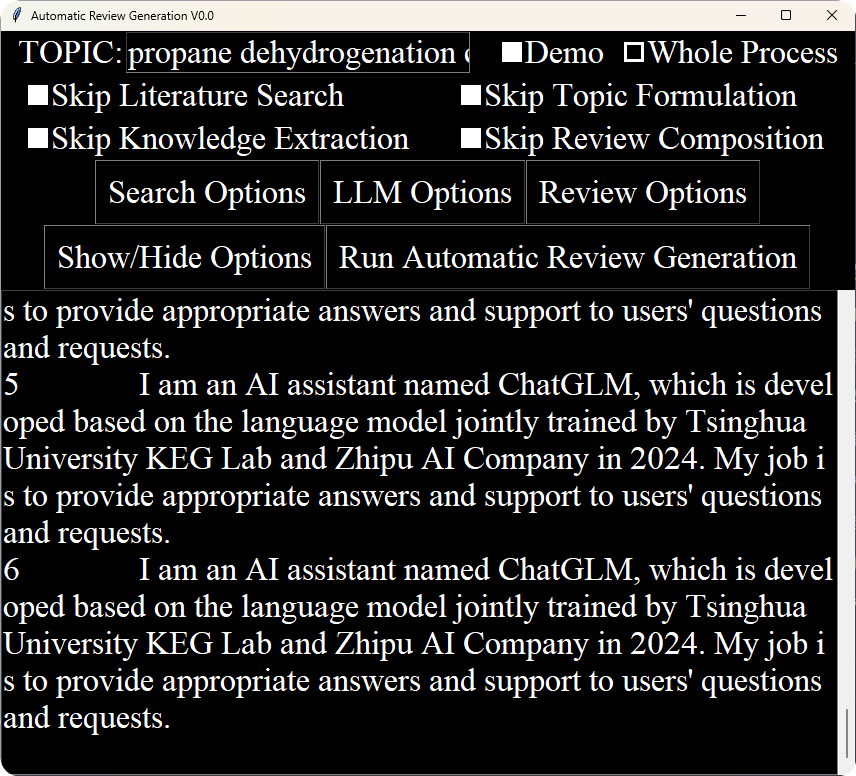 Automatic Review Generation V0.0
TOPIC: propane dehydrogenation Demo Whole Process
Skip Literature Search Skip Topic Formulation
Skip Knowledge Extraction Skip Review Composition
Search Options LLM Options Review Options
Show/Hide Options Run Automatic Review Generation
s to provide appropriate answers and support to users' questions
and requests.
5 I am an AI assistant named ChatGLM, which is devel
oped based on the language model jointly trained by Tsinghua
University KEG Lab and Zhipu AI Company in 2024. My job i
s to provide appropriate answers and support to users' questions
and requests.
6 I am an AI assistant named ChatGLM, which is devel
oped based on the language model jointly trained by Tsinghua
University KEG Lab and Zhipu AI Company in 2024. My job i
s to provide appropriate answers and support to users' questions
and requests.